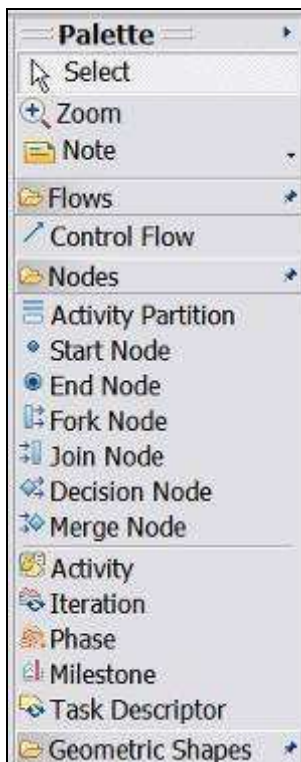 Palette
Select
Zoom
Note
Flows
Control Flow
Nodes
Activity Partition
Start Node
End Node
Fork Node
Join Node
Decision Node
Merge Node
Activity
Iteration
Phase
Milestone
Task Descriptor
Geometric Shapes